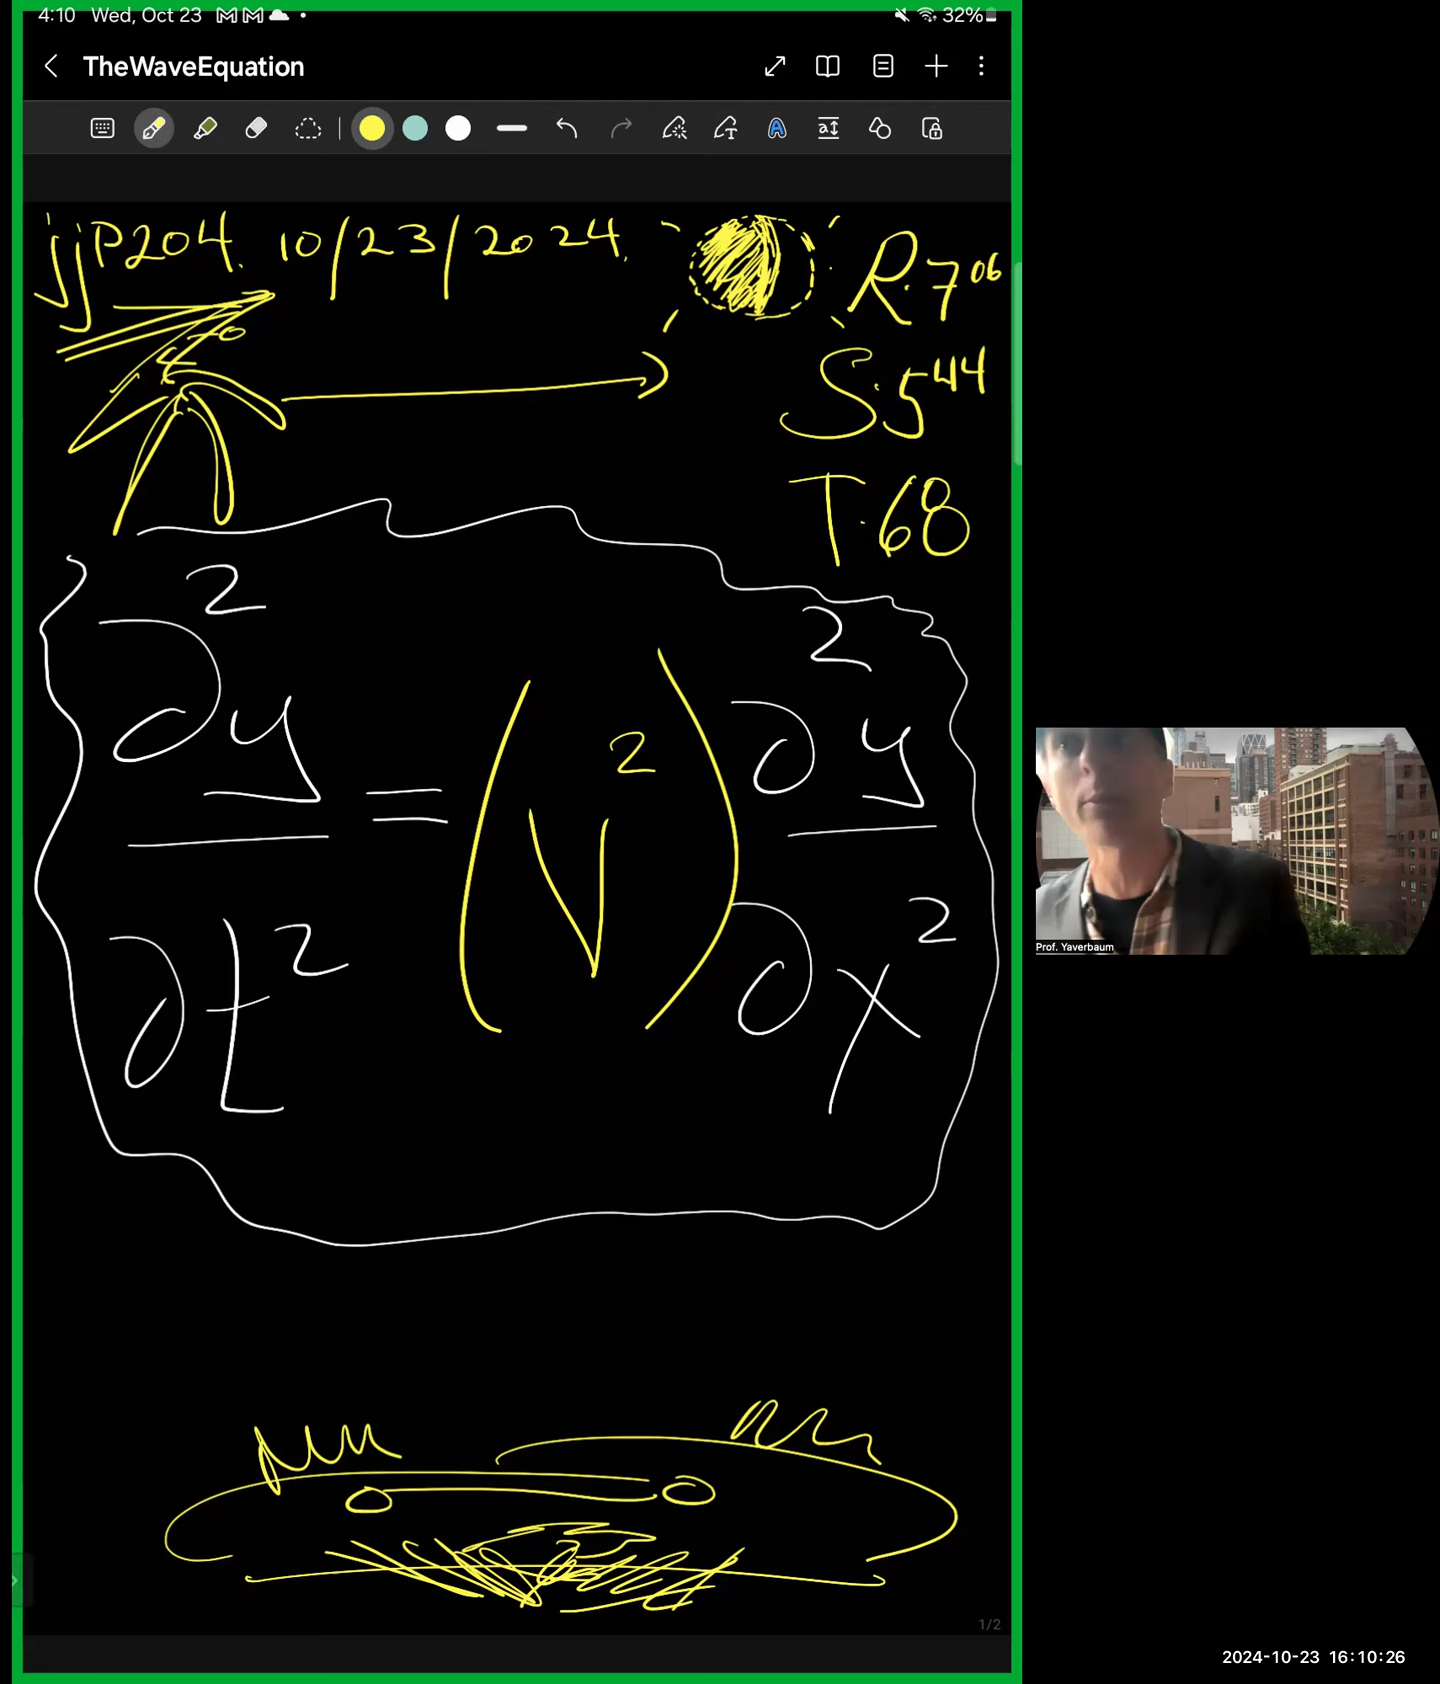 4:10 Wed, Oct 23 32%
TheWaveEquation
jjP204. 10/23/2024.
R:7⁰⁶
S:5⁴⁴
T:68
∂²y/∂t² = (v²) ∂²y/∂x²
Prof. Yaverbaum
1/2
2024-10-23 16:10:26